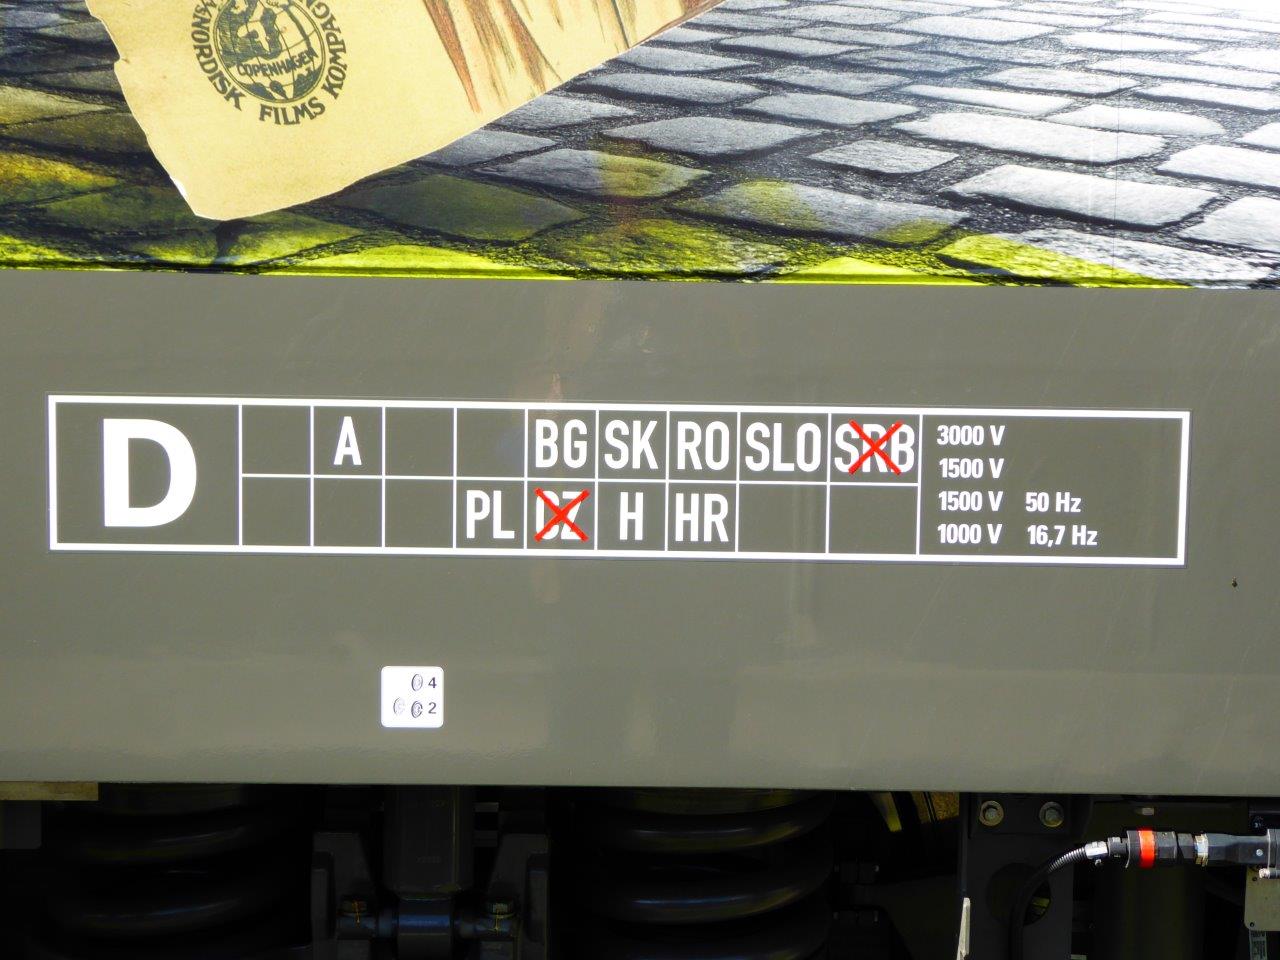 NORDISK FILMS KOMPAG
COPENHAGEN
D
A BG SK RO SLO SRB
PL CZ H HR
3000 V
1500 V
1500 V 50 Hz
1000 V 16,7 Hz
4
2